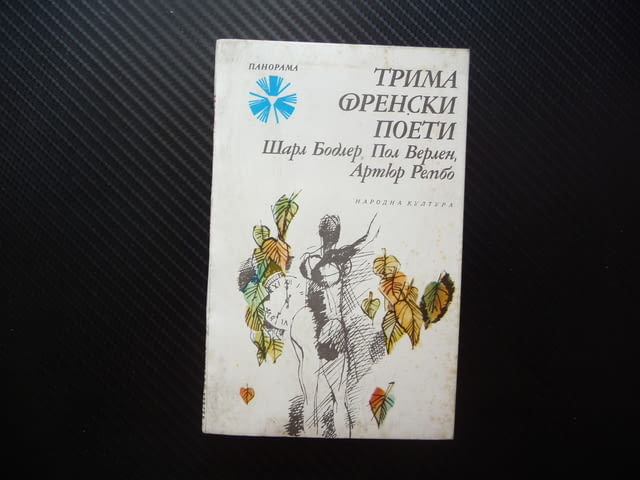 ПАНОРАМА
ТРИМА
ФРЕНСКИ
ПОЕТИ
Шарл Бодлер, Пол Верлен,
Артюр Рембо
НАРОДНА КУЛТУРА